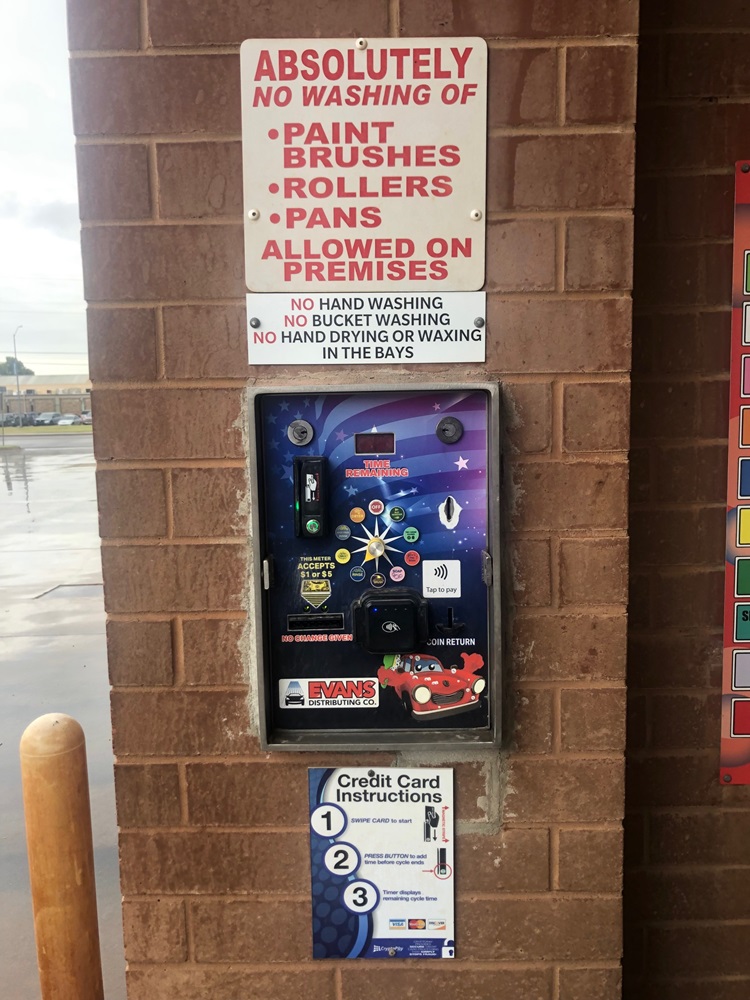 ABSOLUTELY
NO WASHING OF
•PAINT
BRUSHES
•ROLLERS
•PANS
ALLOWED ON
PREMISES
NO HAND WASHING
NO BUCKET WASHING
NO HAND DRYING OR WAXING
IN THE BAYS
TIME
REMAINING
OFF
THIS METER
ACCEPTS
$1 or $5
Tap to pay
NO CHANGE GIVEN
COIN RETURN
EVANS
DISTRIBUTING CO.
Credit Card
Instructions
1 SWIPE CARD to start
2 PRESS BUTTON to add
time before cycle ends
3 Timer displays
remaining cycle time
VISA